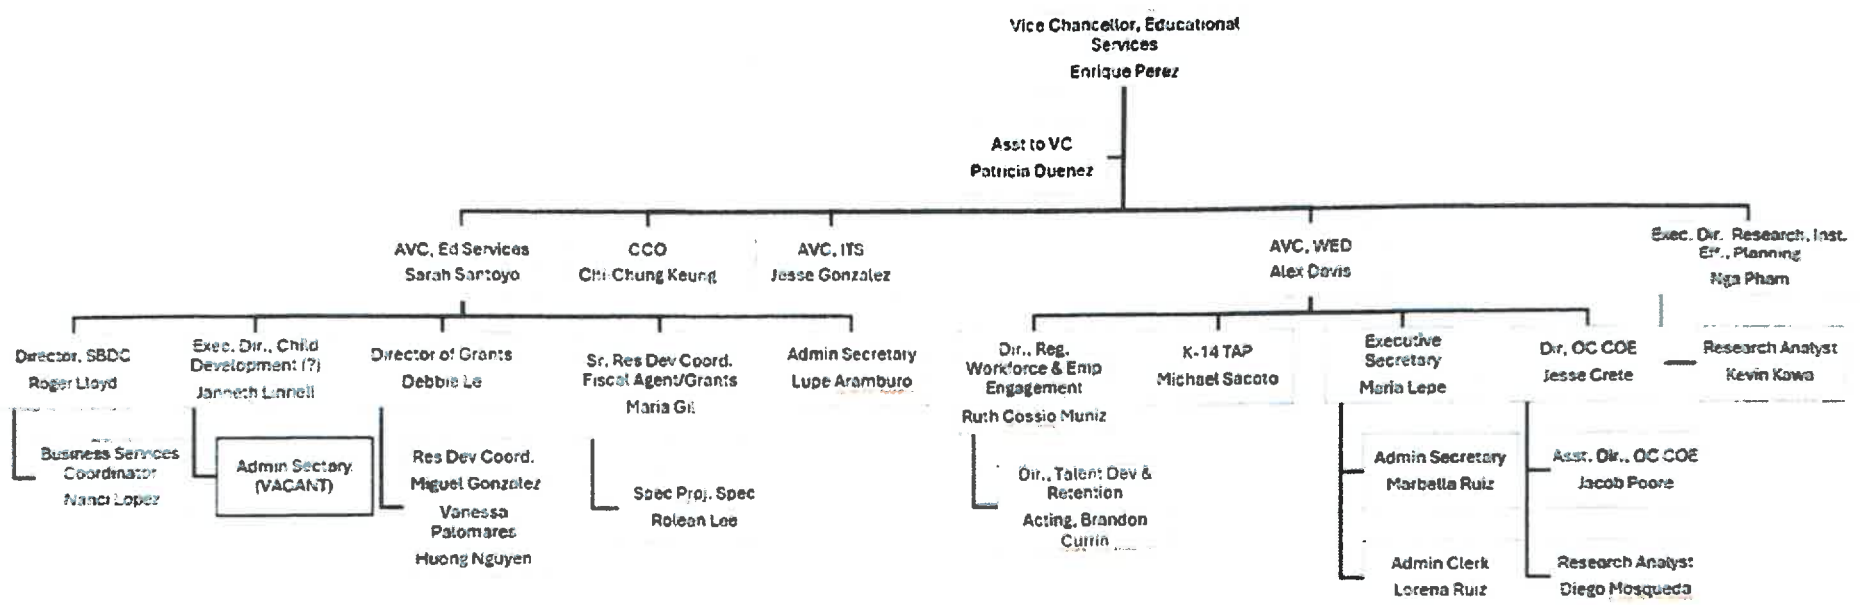 Vice Chancellor, Educational
Services
Enrique Perez
Asst to VC
Patricia Duenez
AVC, Ed Services
Sarah Santoyo
CCO
Chi-Chung Keung
AVC, ITS
Jesse Gonzalez
AVC, WED
Alex Davis
Exec. Dir. Research, Inst.
Eff., Planning
Nga Pham
Director, SBDC
Roger Lloyd
Exec. Dir., Child
Development (?)
Janneth Linnell
Director of Grants
Debbie Le
Sr. Res Dev Coord.
Fiscal Agent/Grants
Maria Gil
Admin Secretary
Lupe Aramburo
Dir., Reg.
Workforce & Emp
Engagement
Ruth Cossio Muniz
K-14 TAP
Michael Sacoto
Executive
Secretary
Maria Lepe
Dir, OC COE
Jesse Crete
Research Analyst
Kevin Kawa
Business Services
Coordinator
Nanci Lopez
Admin Sectary.
(VACANT)
Res Dev Coord.
Miguel Gonzalez
Vanessa
Palomares
Huong Nguyen
Spec Proj. Spec
Rolean Lee
Dir., Talent Dev &
Retention
Acting, Brandon
Currin
Admin Secretary
Marbella Ruiz
Admin Clerk
Lorena Ruiz
Asst. Dir., OC COE
Jacob Poore
Research Analyst
Diego Mosqueda